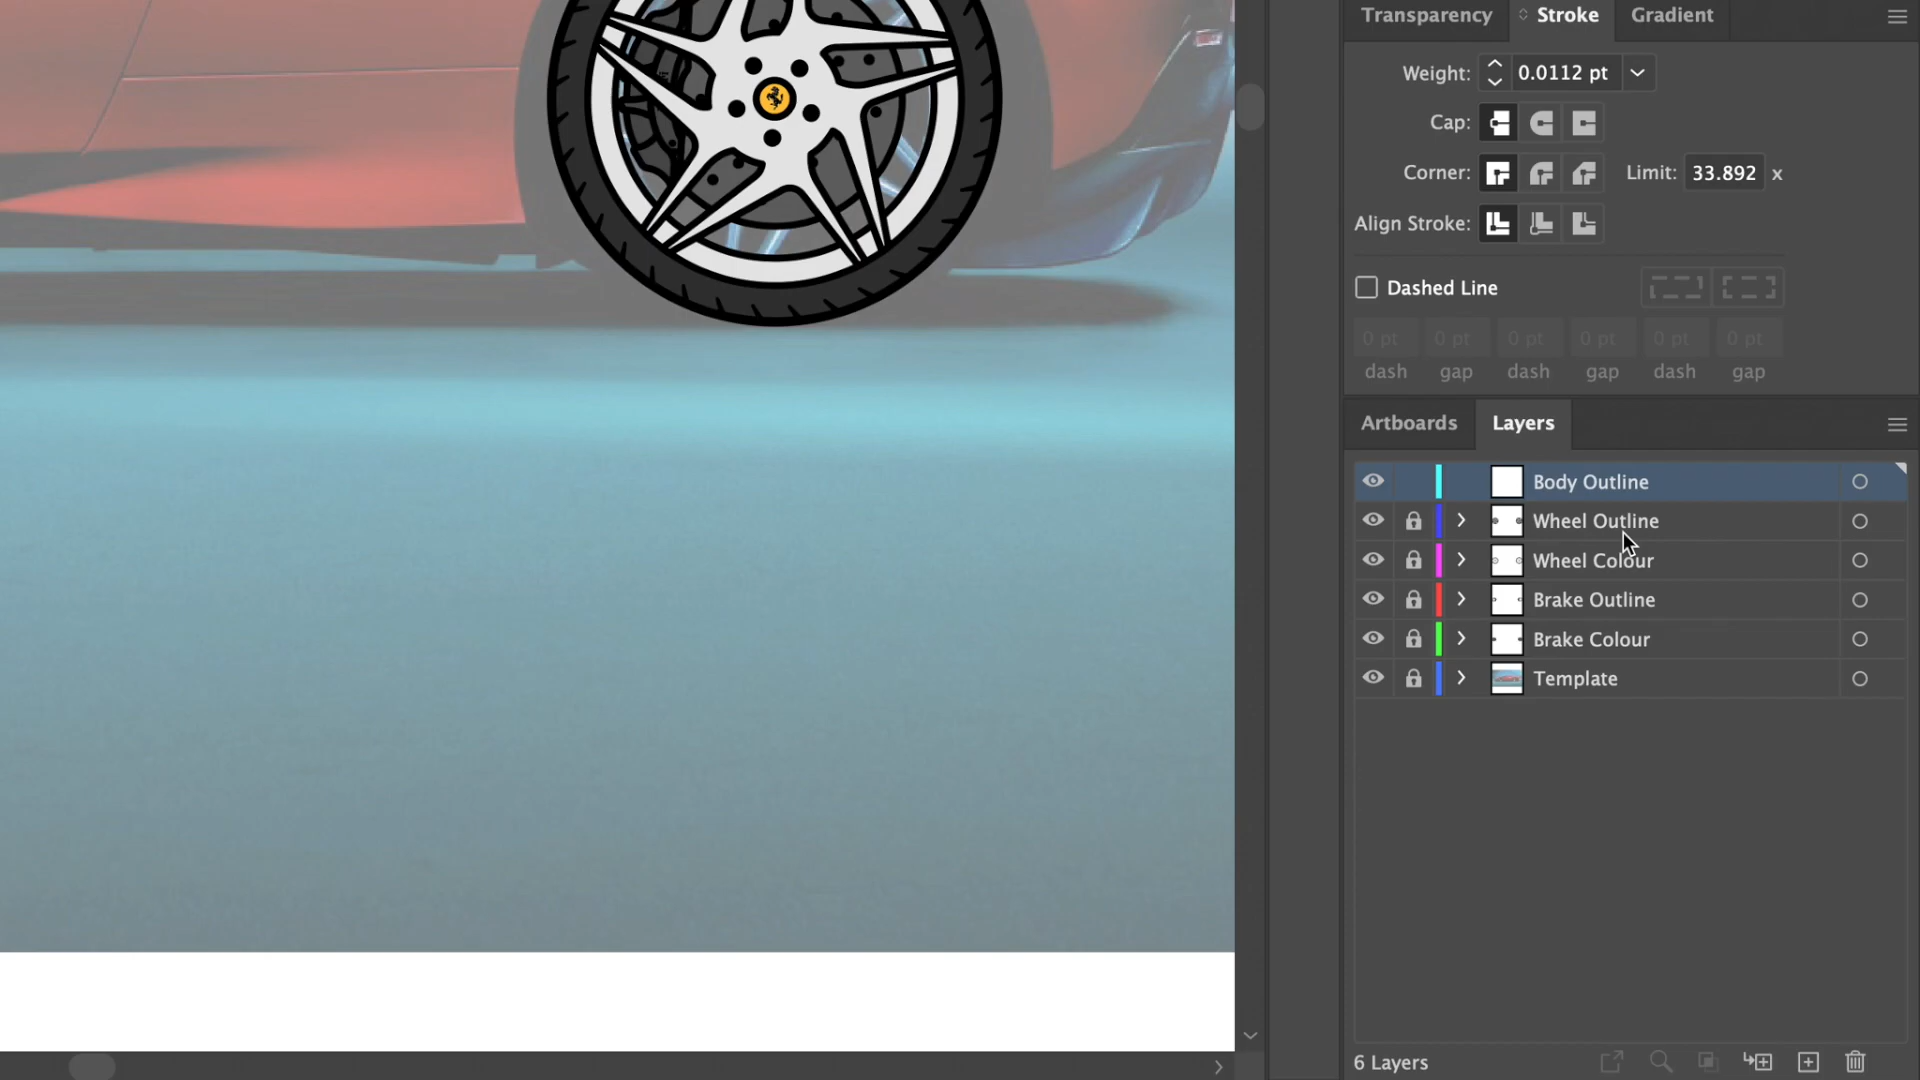 Transparency
Stroke
Gradient
Weight: 0.0112 pt
Cap:
Corner:
Limit: 33.892 x
Align Stroke:
Dashed Line
0 pt 0 pt 0 pt 0 pt 0 pt 0 pt
dash gap dash gap dash gap
Artboards
Layers
Body Outline
Wheel Outline
Wheel Colour
Brake Outline
Brake Colour
Template
6 Layers